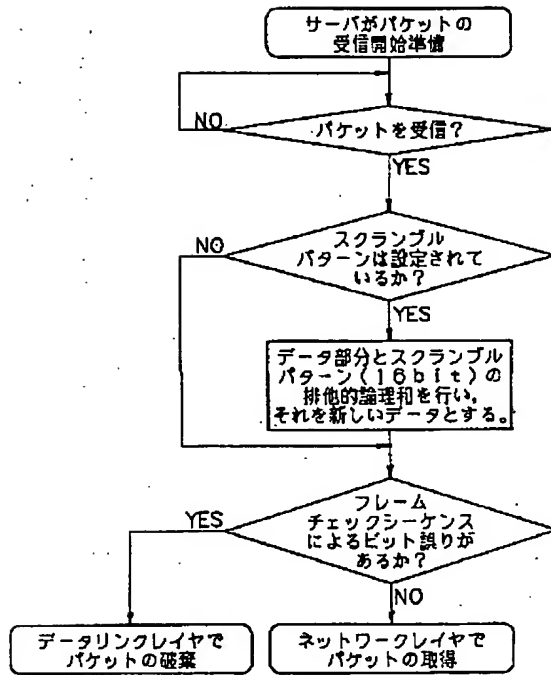 サーバがパケットの
受信開始準備
NO
パケットを受信？
YES
スクランブル
パターンは設定されて
いるか？
NO
YES
データ部分とスクランブル
パターン（１６ｂｉｔ）の
排他的論理和を行い，
それを新しいデータとする。
フレーム
チェックシーケンス
によるビット誤りが
あるか？
YES
NO
データリンクレイヤで
パケットの破棄
ネットワークレイヤで
パケットの取得